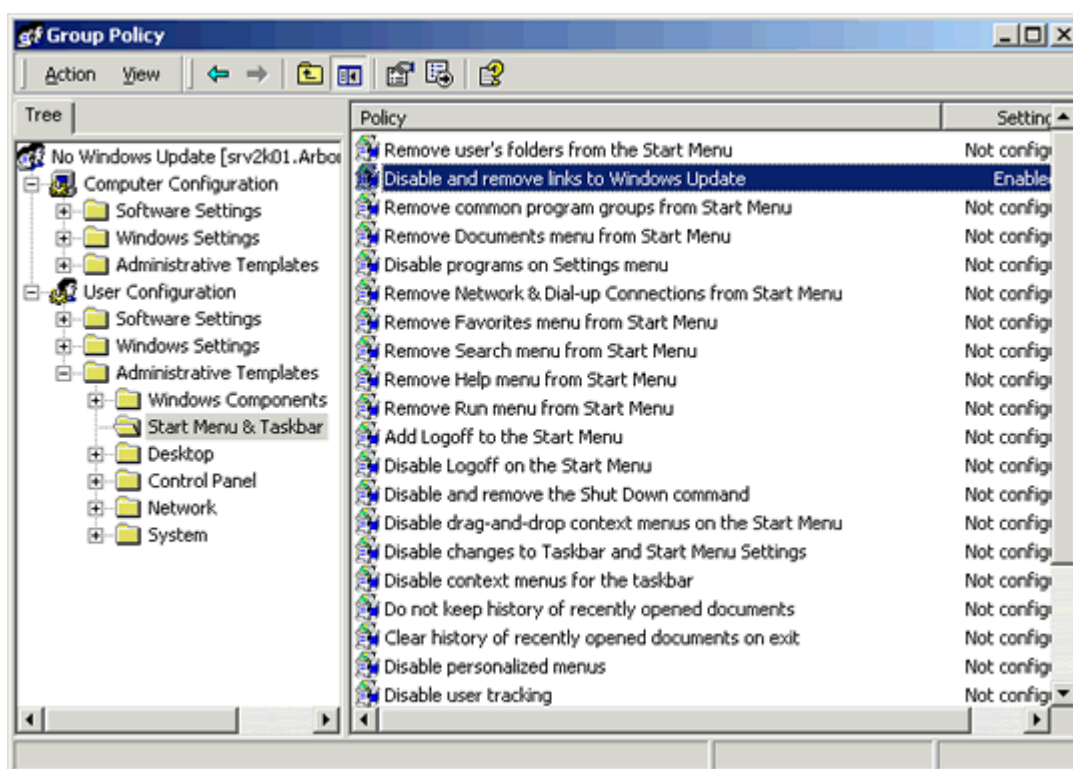 Group Policy
Action View
Tree
No Windows Update [srv2k01.Arbor
Computer Configuration
Software Settings
Windows Settings
Administrative Templates
User Configuration
Software Settings
Windows Settings
Administrative Templates
Windows Components
Start Menu & Taskbar
Desktop
Control Panel
Network
System
Policy Setting
Remove user's folders from the Start Menu Not config
Disable and remove links to Windows Update Enable
Remove common program groups from Start Menu Not config
Remove Documents menu from Start Menu Not config
Disable programs on Settings menu Not config
Remove Network & Dial-up Connections from Start Menu Not config
Remove Favorites menu from Start Menu Not config
Remove Search menu from Start Menu Not config
Remove Help menu from Start Menu Not config
Remove Run menu from Start Menu Not config
Add Logoff to the Start Menu Not config
Disable Logoff on the Start Menu Not config
Disable and remove the Shut Down command Not config
Disable drag-and-drop context menus on the Start Menu Not config
Disable changes to Taskbar and Start Menu Settings Not config
Disable context menus for the taskbar Not config
Do not keep history of recently opened documents Not config
Clear history of recently opened documents on exit Not config
Disable personalized menus Not config
Disable user tracking Not config